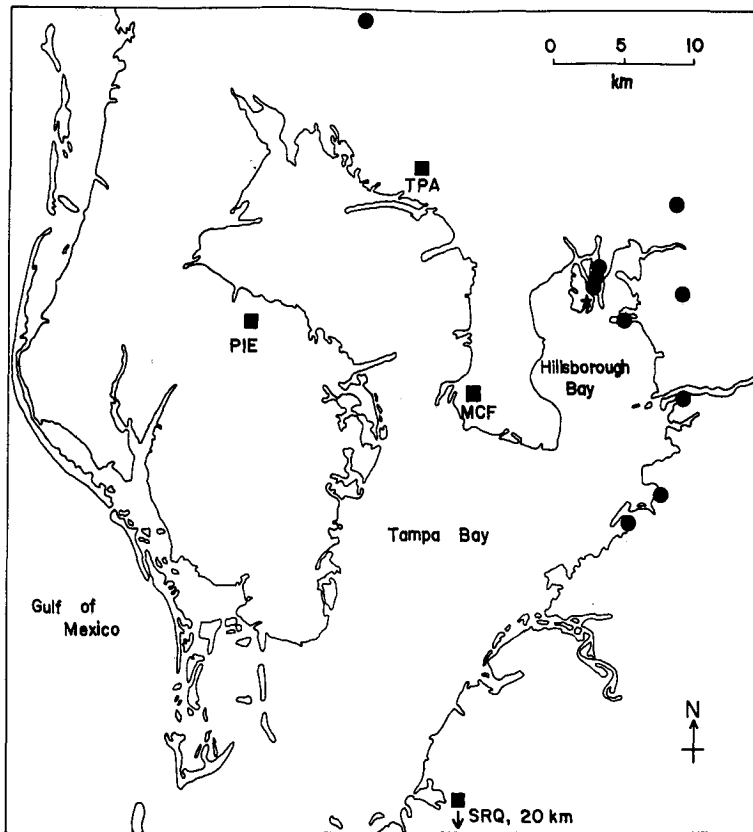 0 5 10
km
TPA
PIE
Hillsborough
Bay
MCF
Tampa Bay
Gulf of
Mexico
N
SRQ, 20 km